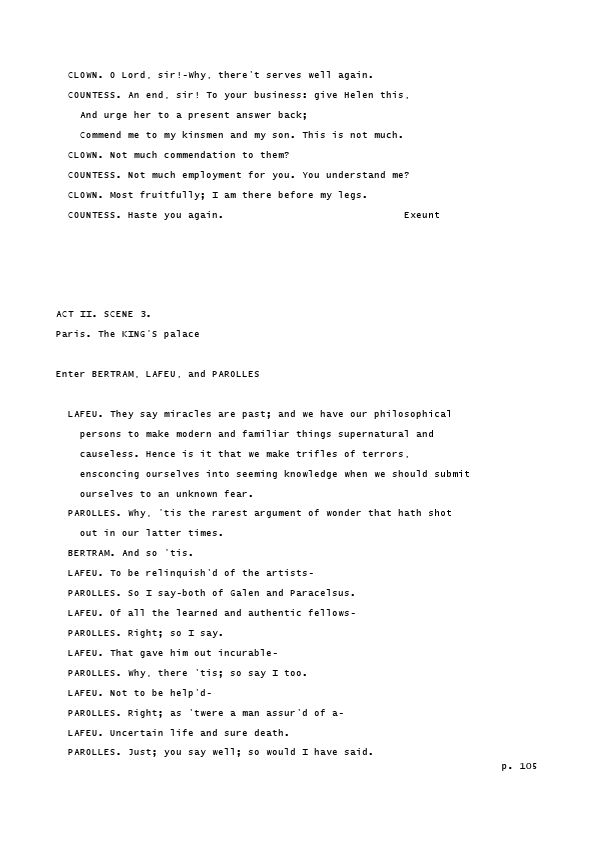 CLOWN. O Lord, sir!-Why, there't serves well again.
COUNTESS. An end, sir! To your business: give Helen this,
And urge her to a present answer back;
Commend me to my kinsmen and my son. This is not much.
CLOWN. Not much commendation to them?
COUNTESS. Not much employment for you. You understand me?
CLOWN. Most fruitfully; I am there before my legs.
COUNTESS. Haste you again. Exeunt
ACT II. SCENE 3.
Paris. The KING'S palace
Enter BERTRAM, LAFEU, and PAROLLES
LAFEU. They say miracles are past; and we have our philosophical
persons to make modern and familiar things supernatural and
causeless. Hence is it that we make trifles of terrors,
ensconcing ourselves into seeming knowledge when we should submit
ourselves to an unknown fear.
PAROLLES. Why, 'tis the rarest argument of wonder that hath shot
out in our latter times.
BERTRAM. And so 'tis.
LAFEU. To be relinquish'd of the artists-
PAROLLES. So I say-both of Galen and Paracelsus.
LAFEU. Of all the learned and authentic fellows-
PAROLLES. Right; so I say.
LAFEU. That gave him out incurable-
PAROLLES. Why, there 'tis; so say I too.
LAFEU. Not to be help'd-
PAROLLES. Right; as 'twere a man assur'd of a-
LAFEU. Uncertain life and sure death.
PAROLLES. Just; you say well; so would I have said.
p. 105